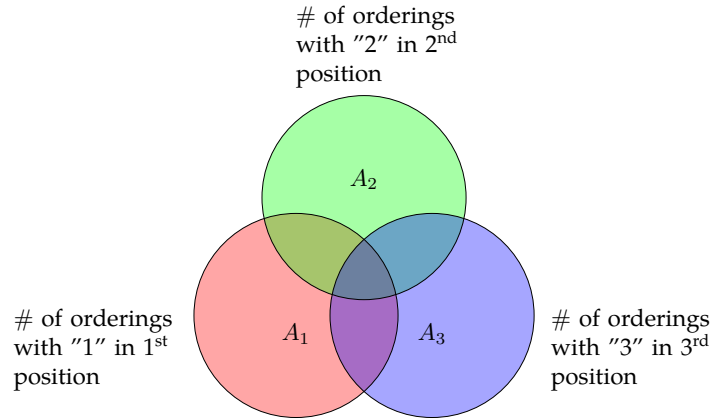 # of orderings
with ”2” in 2nd
position
A2
# of orderings
with ”1” in 1st
position
A1
A3
# of orderings
with ”3” in 3rd
position